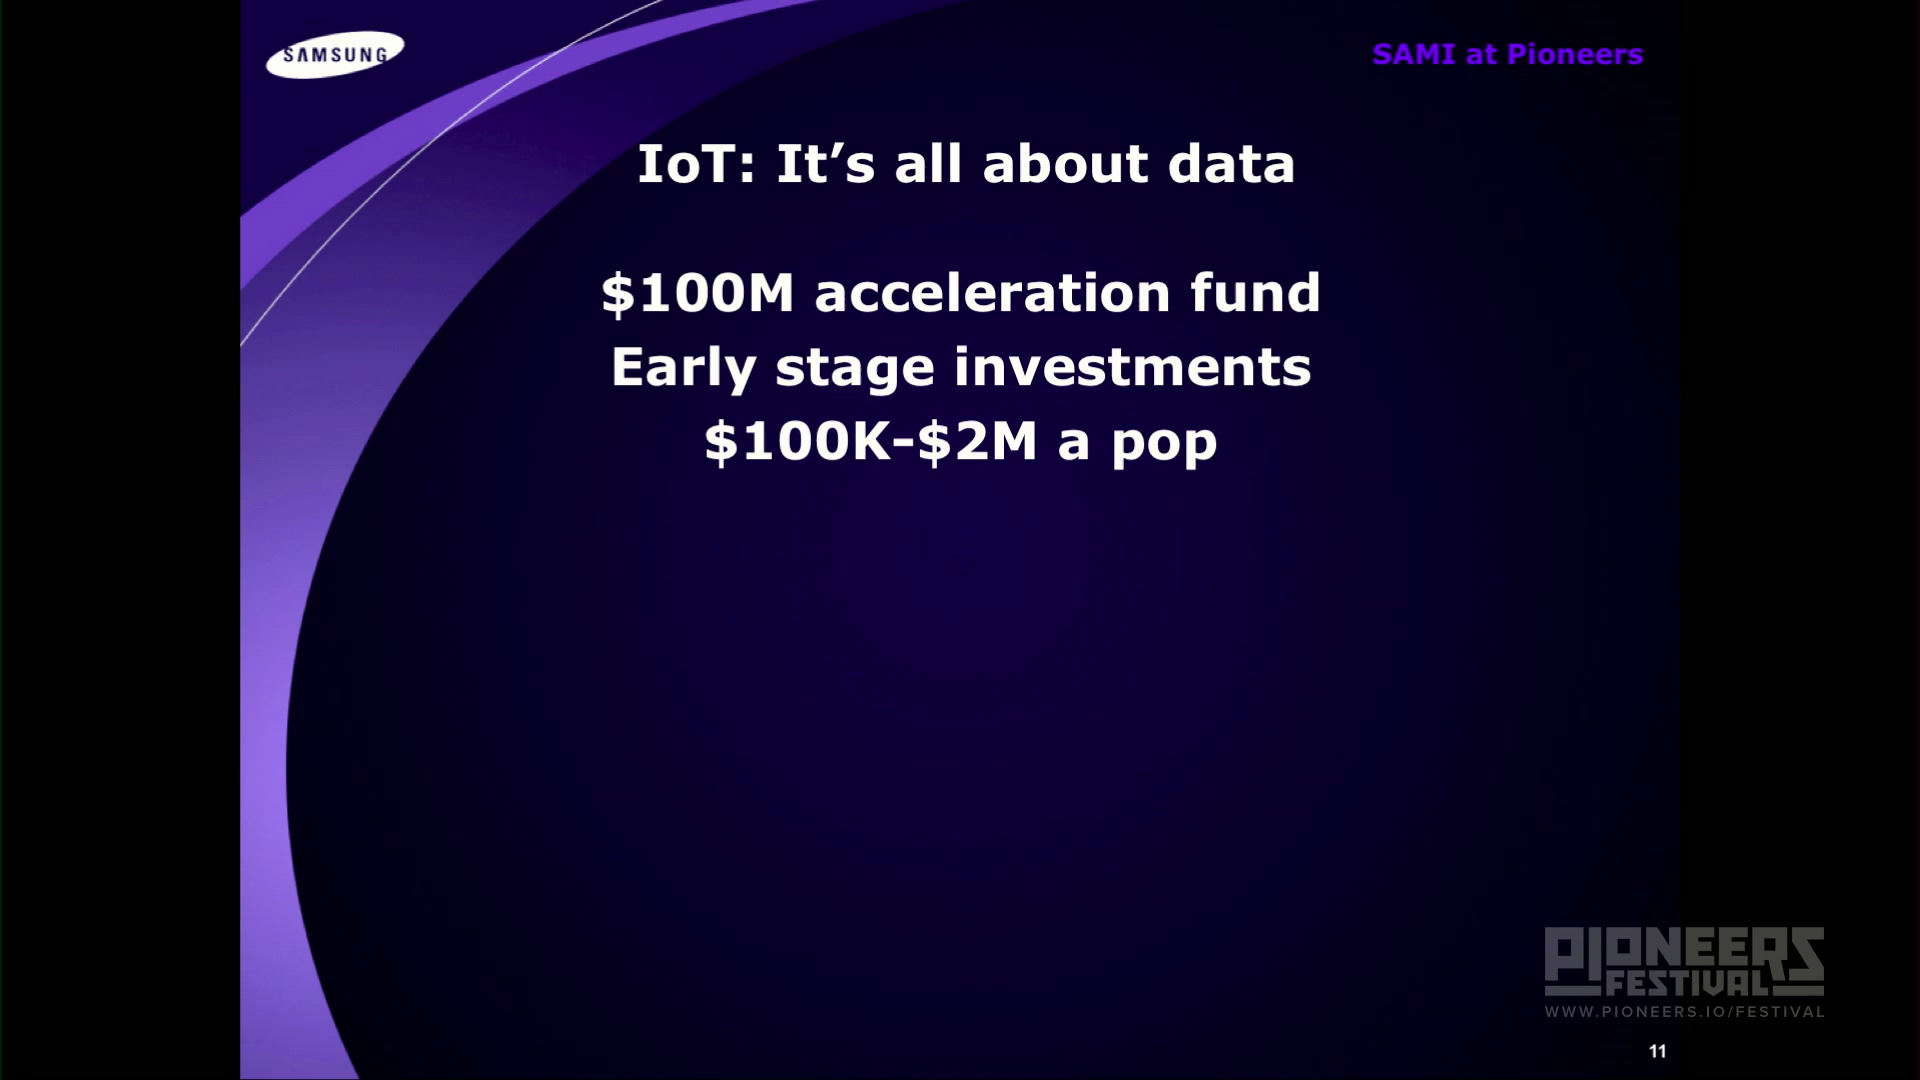 SAMSUNG
SAMI at Pioneers
IoT: It’s all about data
$100M acceleration fund
Early stage investments
$100K-$2M a pop
PIONEERS
FESTIVAL
WWW.PIONEERS.IO/FESTIVAL
11